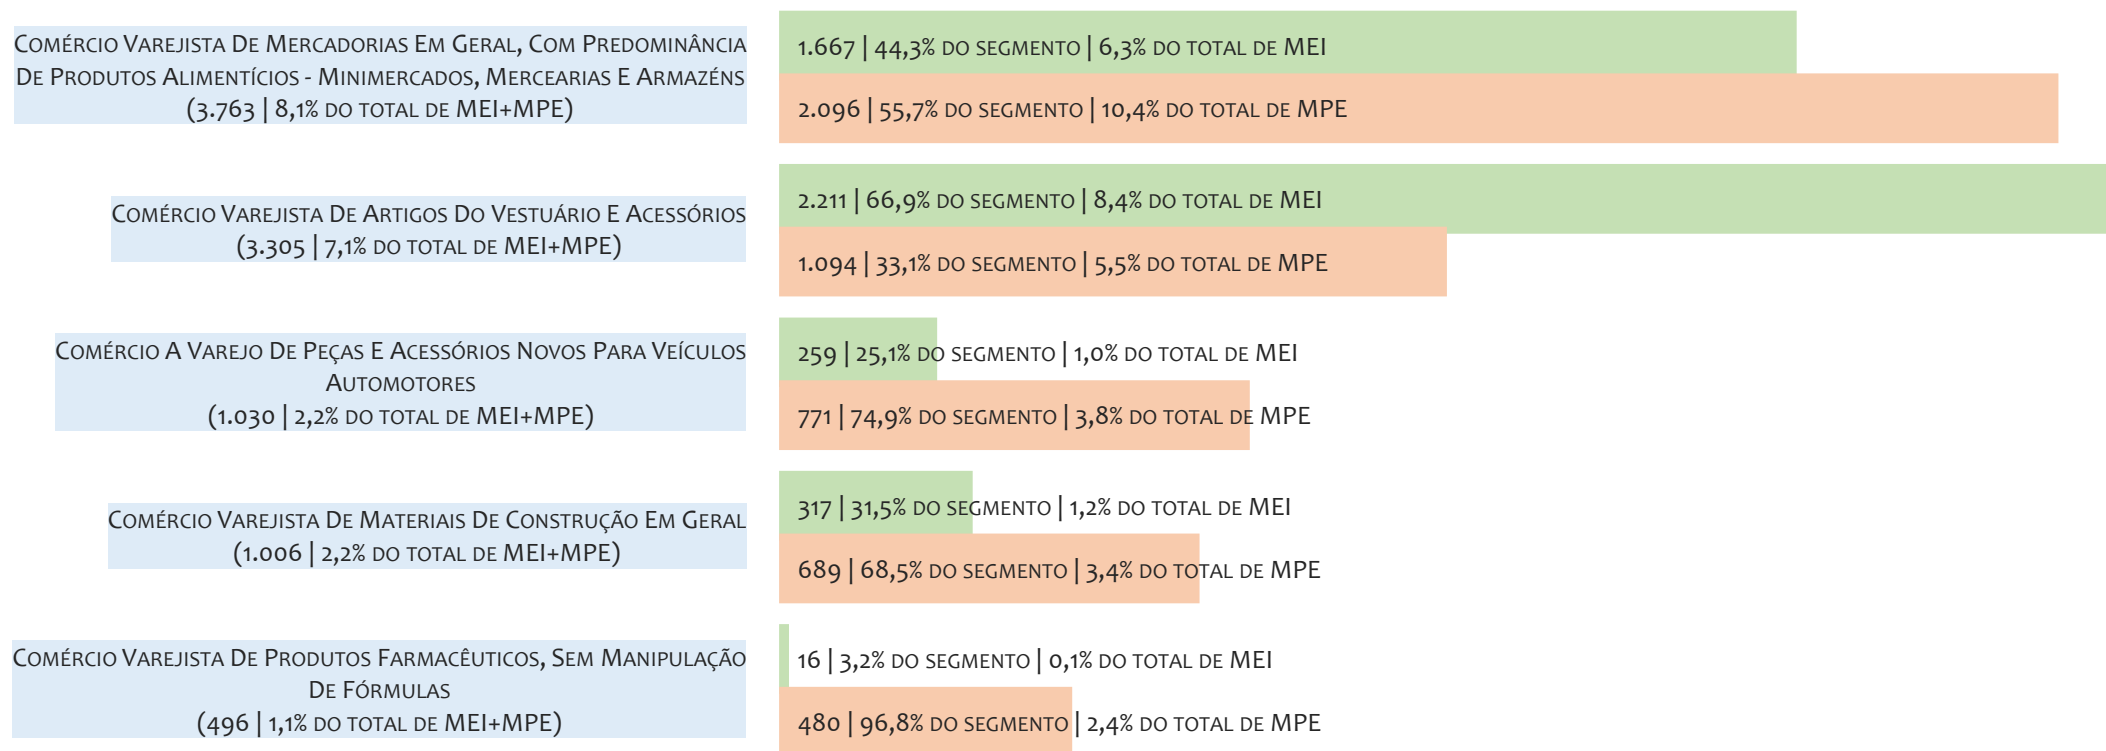 Comércio Varejista De Mercadorias Em Geral, Com Predominância
De Produtos Alimentícios - Minimercados, Mercearias E Armazéns
(3.763 | 8,1% do total de MEI+MPE)
1.667 | 44,3% do segmento | 6,3% do total de MEI
2.096 | 55,7% do segmento | 10,4% do total de MPE
Comércio Varejista De Artigos Do Vestuário E Acessórios
(3.305 | 7,1% do total de MEI+MPE)
2.211 | 66,9% do segmento | 8,4% do total de MEI
1.094 | 33,1% do segmento | 5,5% do total de MPE
Comércio A Varejo De Peças E Acessórios Novos Para Veículos
Automotores
(1.030 | 2,2% do total de MEI+MPE)
259 | 25,1% do segmento | 1,0% do total de MEI
771 | 74,9% do segmento | 3,8% do total de MPE
Comércio Varejista De Materiais De Construção Em Geral
(1.006 | 2,2% do total de MEI+MPE)
317 | 31,5% do segmento | 1,2% do total de MEI
689 | 68,5% do segmento | 3,4% do total de MPE
Comércio Varejista De Produtos Farmacêuticos, Sem Manipulação
De Fórmulas
(496 | 1,1% do total de MEI+MPE)
16 | 3,2% do segmento | 0,1% do total de MEI
480 | 96,8% do segmento | 2,4% do total de MPE